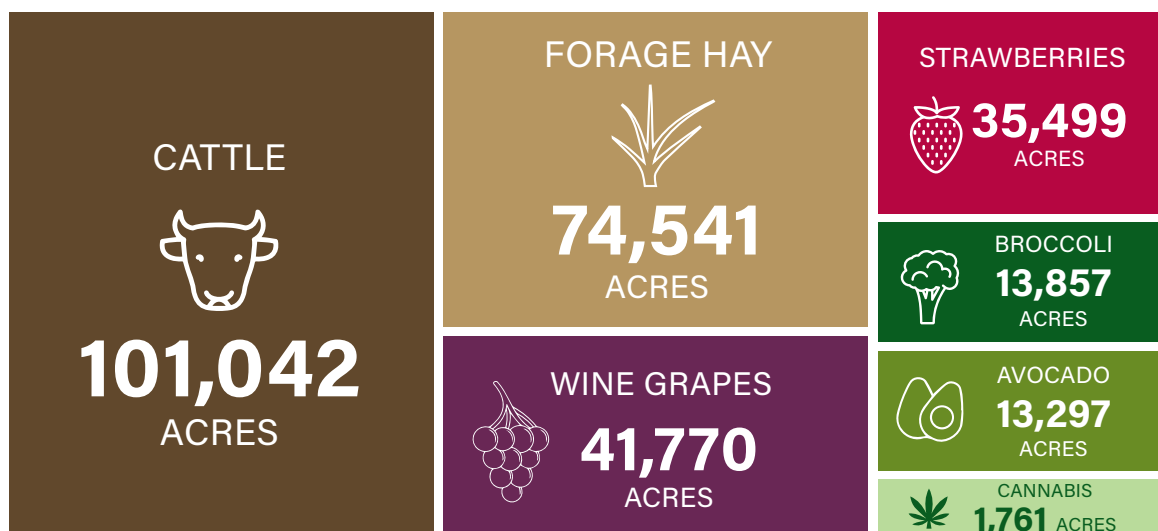 CATTLE
101,042
ACRES
FORAGE HAY
74,541
ACRES
WINE GRAPES
41,770
ACRES
STRAWBERRIES
35,499
ACRES
BROCCOLI
13,857
ACRES
AVOCADO
13,297
ACRES
CANNABIS
1,761 ACRES